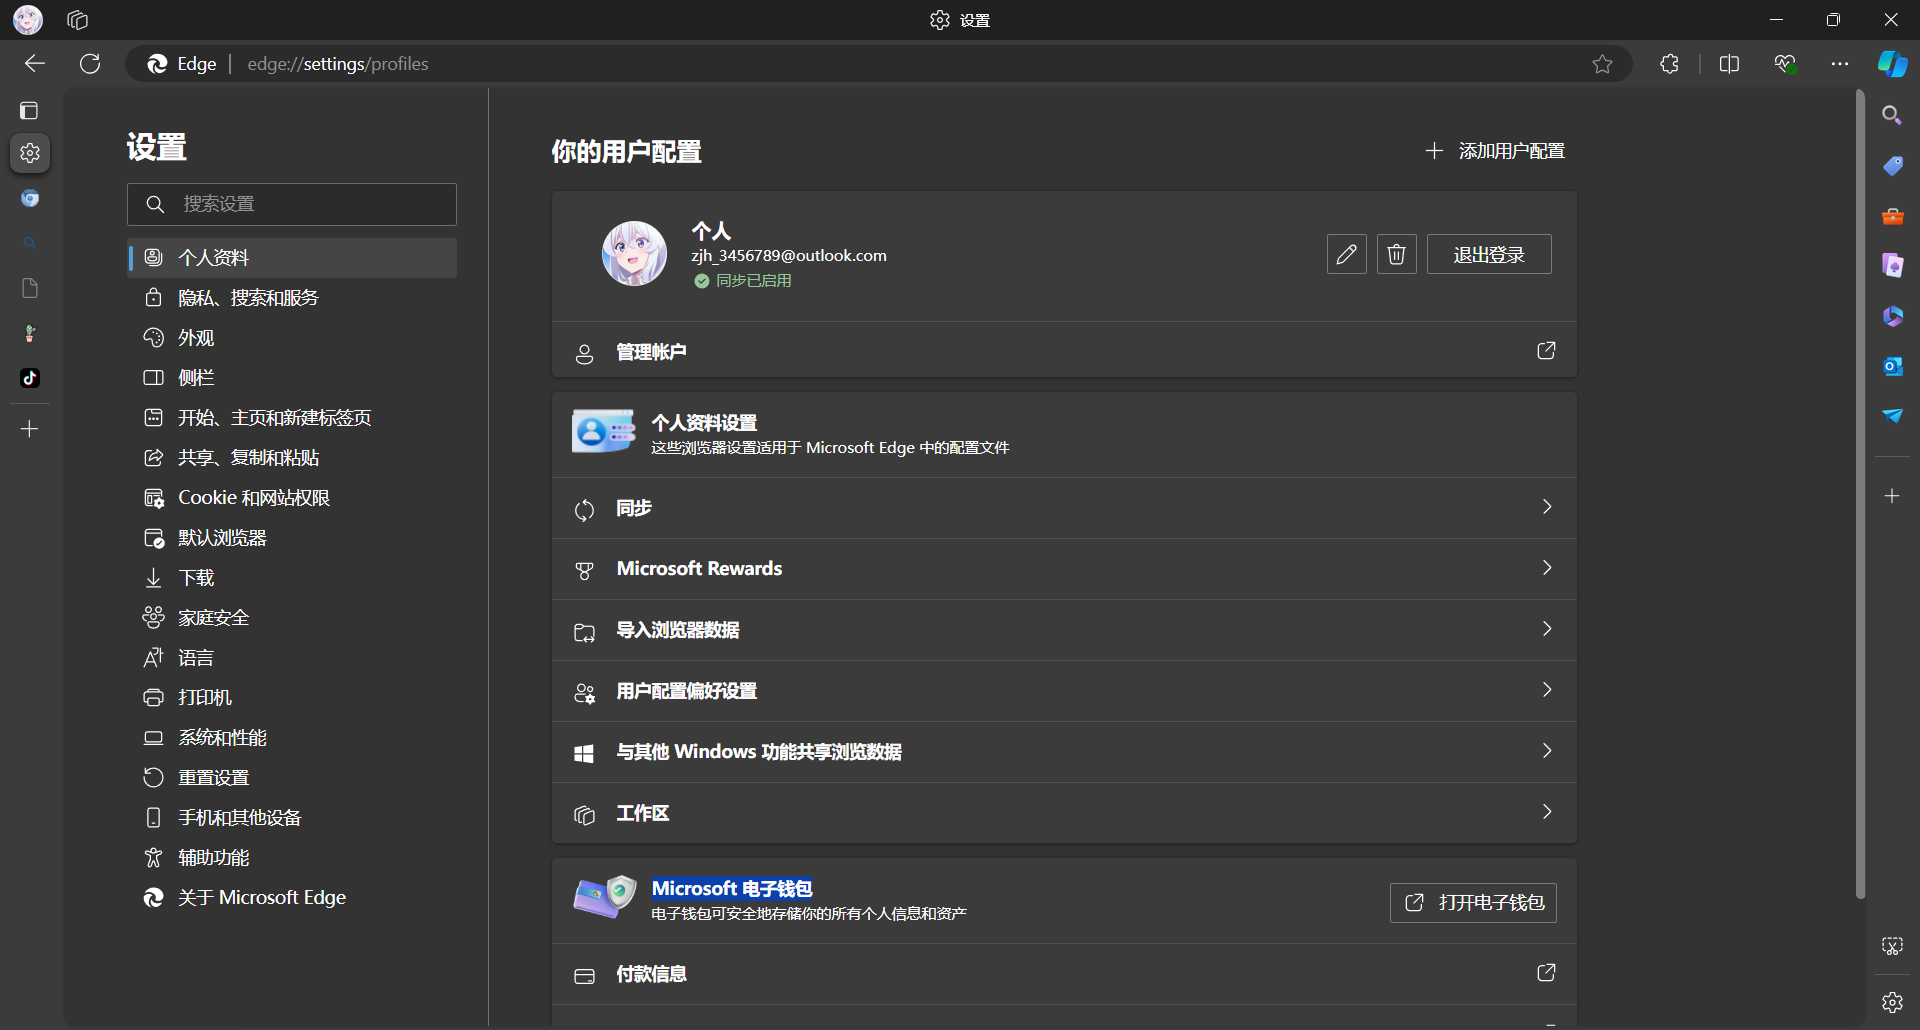 设置
Edge
edge://settings/profiles
设置
搜索设置
个人资料
隐私、搜索和服务
外观
侧栏
开始、主页和新建标签页
共享、复制和粘贴
Cookie 和网站权限
默认浏览器
下载
家庭安全
语言
打印机
系统和性能
重置设置
手机和其他设备
辅助功能
关于 Microsoft Edge
你的用户配置
添加用户配置
个人
zjh_3456789@outlook.com
同步已启用
退出登录
管理帐户
个人资料设置
这些浏览器设置适用于 Microsoft Edge 中的配置文件
同步
Microsoft Rewards
导入浏览器数据
用户配置偏好设置
与其他 Windows 功能共享浏览数据
工作区
Microsoft 电子钱包
电子钱包可安全地存储你的所有个人信息和资产
打开电子钱包
付款信息